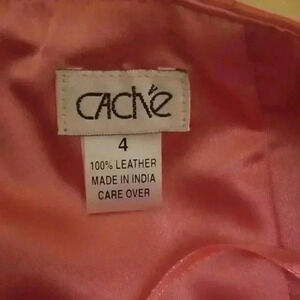 CAChé
4
100% LEATHER
MADE IN INDIA
CARE OVER